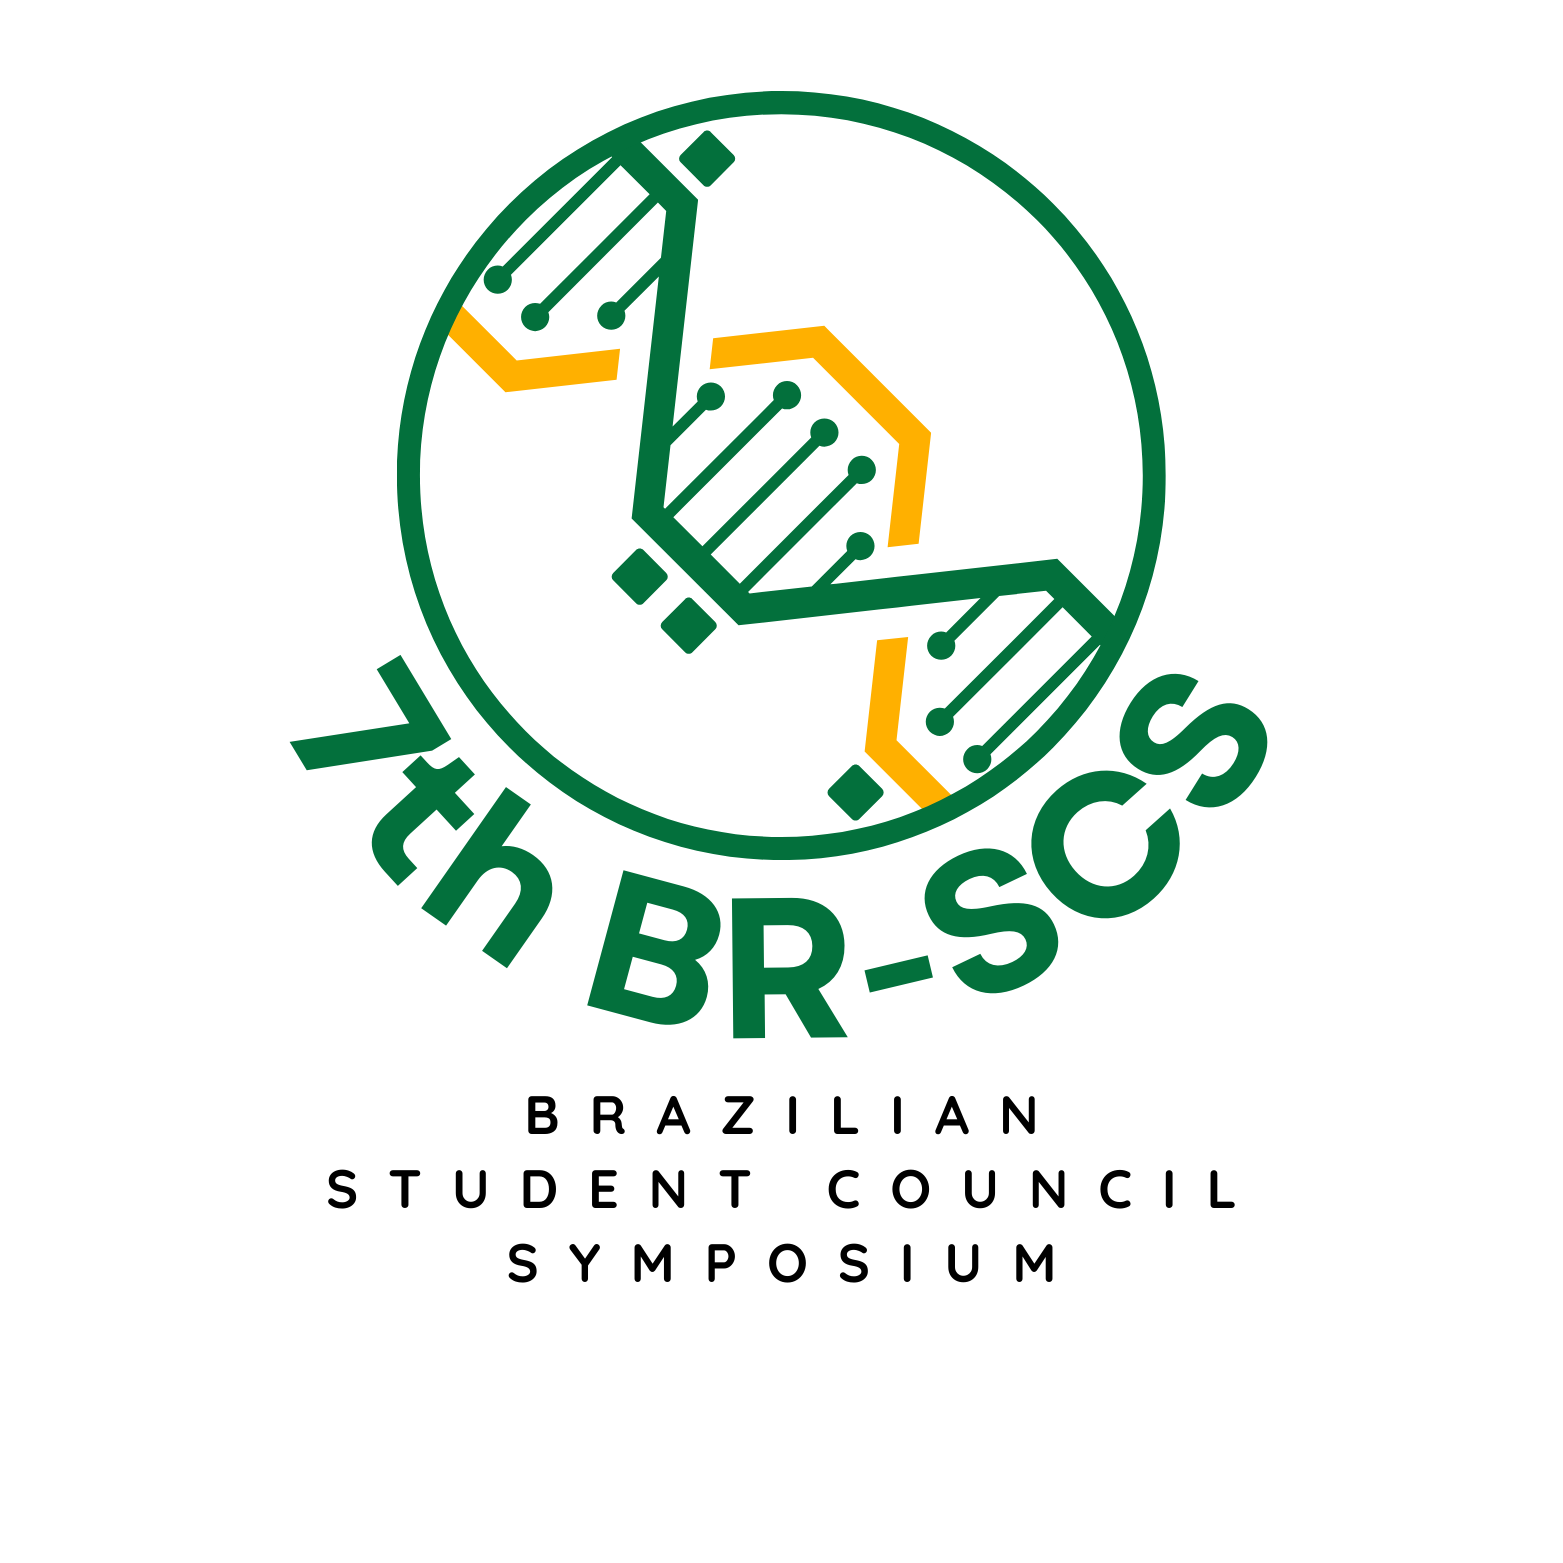 7th BR-SCS
BRAZILIAN
STUDENT COUNCIL
SYMPOSIUM